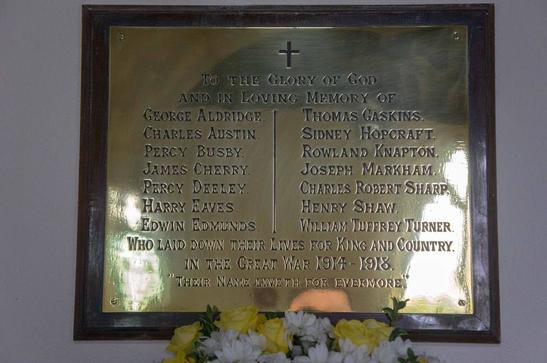 To the Glory of God
and in Loving Memory of
George Aldridge. Thomas Gaskins.
Charles Austin. Sidney Hopcraft.
Percy Busby. Rowland Knapton.
James Cherry. Joseph Markham.
Percy Deeley. Charles Robert Sharp.
Harry Eaves Henry Shaw.
Edwin Edmunds William Tuffrey Turner.
Who laid down their Lives for King and Country.
in the Great War 1914-1918.
"Their Name liveth for evermore."